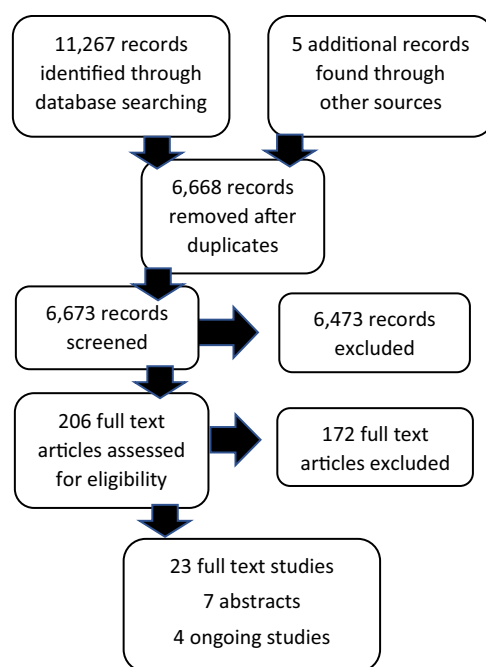 11,267 records
identified through
database searching
5 additional records
found through
other sources
6,668 records
removed after
duplicates
6,673 records
screened
6,473 records
excluded
206 full text
articles assessed
for eligibility
172 full text
articles excluded
23 full text studies
7 abstracts
4 ongoing studies